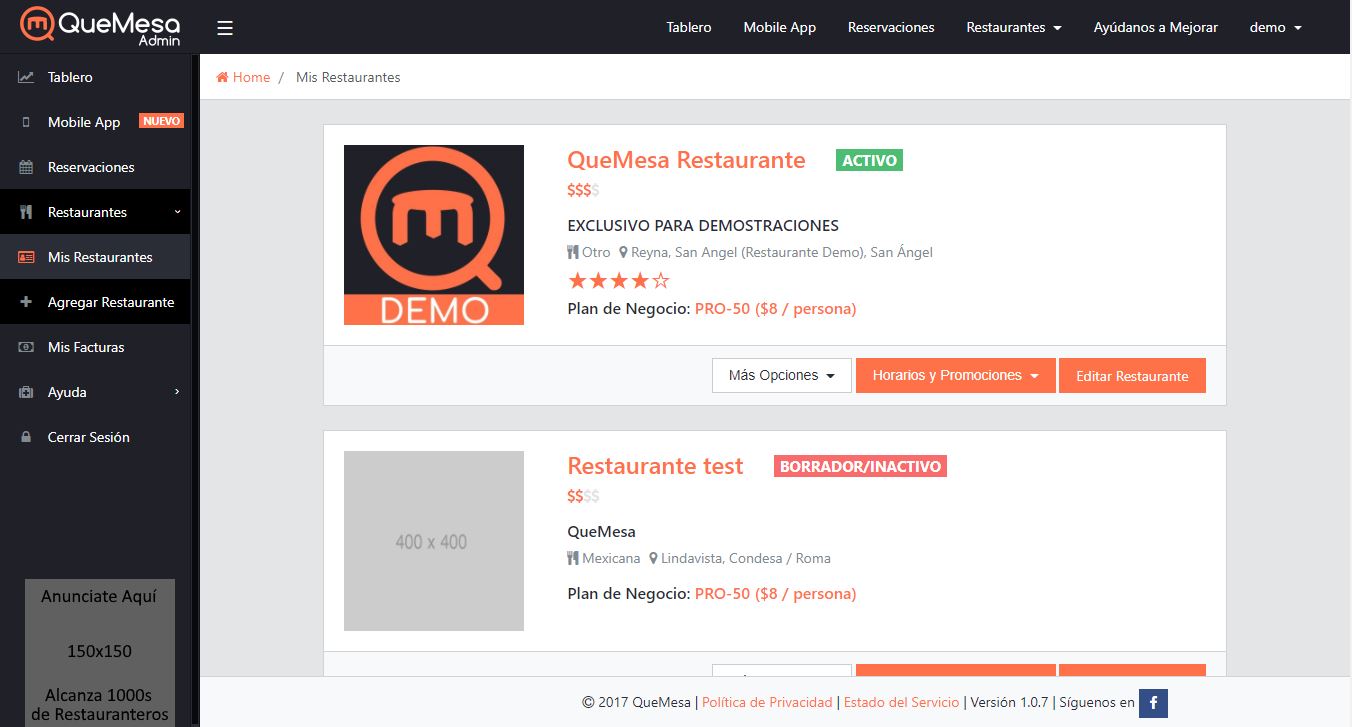 QueMesa
Admin
Tablero
Mobile App
Reservaciones
Restaurantes
Ayúdanos a Mejorar
demo
Tablero
Mobile App NUEVO
Reservaciones
Restaurantes
Mis Restaurantes
Agregar Restaurante
Mis Facturas
Ayuda
Cerrar Sesión
Anunciate Aquí
150x150
Alcanza 1000s
de Restauranteros
Home / Mis Restaurantes
DEMO
QueMesa Restaurante ACTIVO
$$$$
EXCLUSIVO PARA DEMOSTRACIONES
Otro Reyna, San Angel (Restaurante Demo), San Ángel
Plan de Negocio: PRO-50 ($8 / persona)
Más Opciones
Horarios y Promociones
Editar Restaurante
400 x 400
Restaurante test BORRADOR/INACTIVO
$$$$
QueMesa
Mexicana Lindavista, Condesa / Roma
Plan de Negocio: PRO-50 ($8 / persona)
© 2017 QueMesa | Política de Privacidad | Estado del Servicio | Versión 1.0.7 | Síguenos en